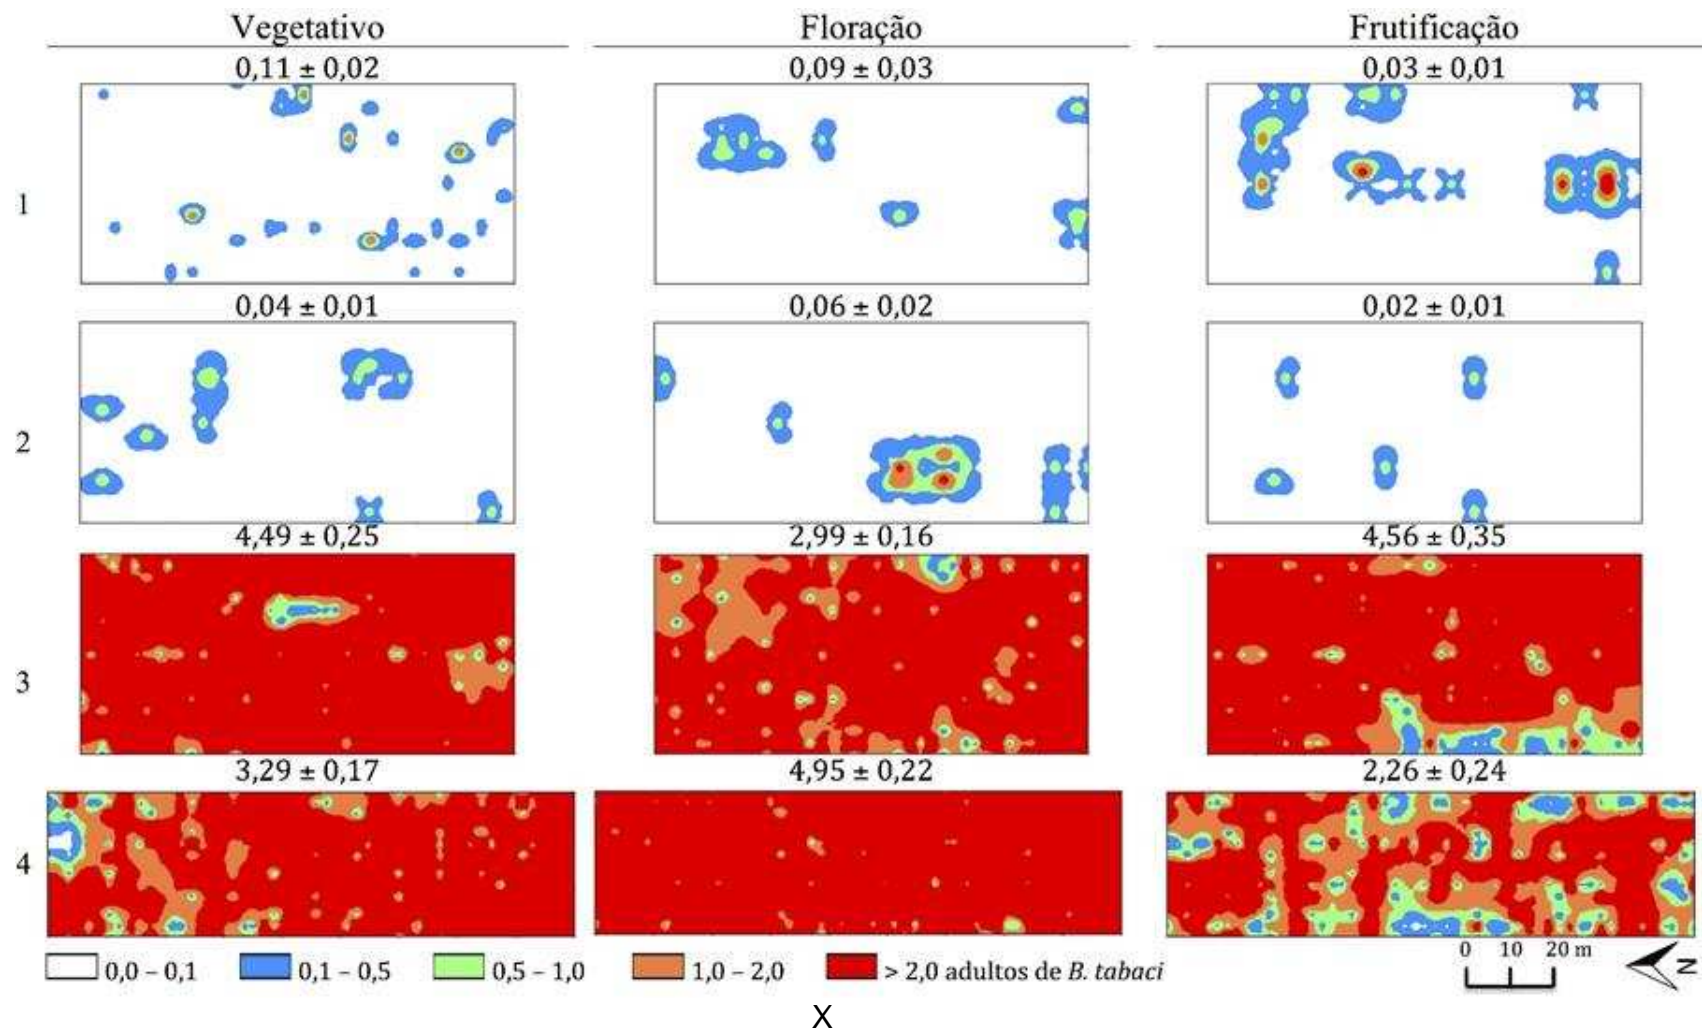 Vegetativo Floração Frutificação
0,11 ± 0,02 0,09 ± 0,03 0,03 ± 0,01
1
0,04 ± 0,01 0,06 ± 0,02 0,02 ± 0,01
2
4,49 ± 0,25 2,99 ± 0,16 4,56 ± 0,35
3
3,29 ± 0,17 4,95 ± 0,22 2,26 ± 0,24
4
0 10 20 m
0,0 – 0,1 0,1 – 0,5 0,5 – 1,0 1,0 – 2,0 > 2,0 adultos de B. tabaci
N
X